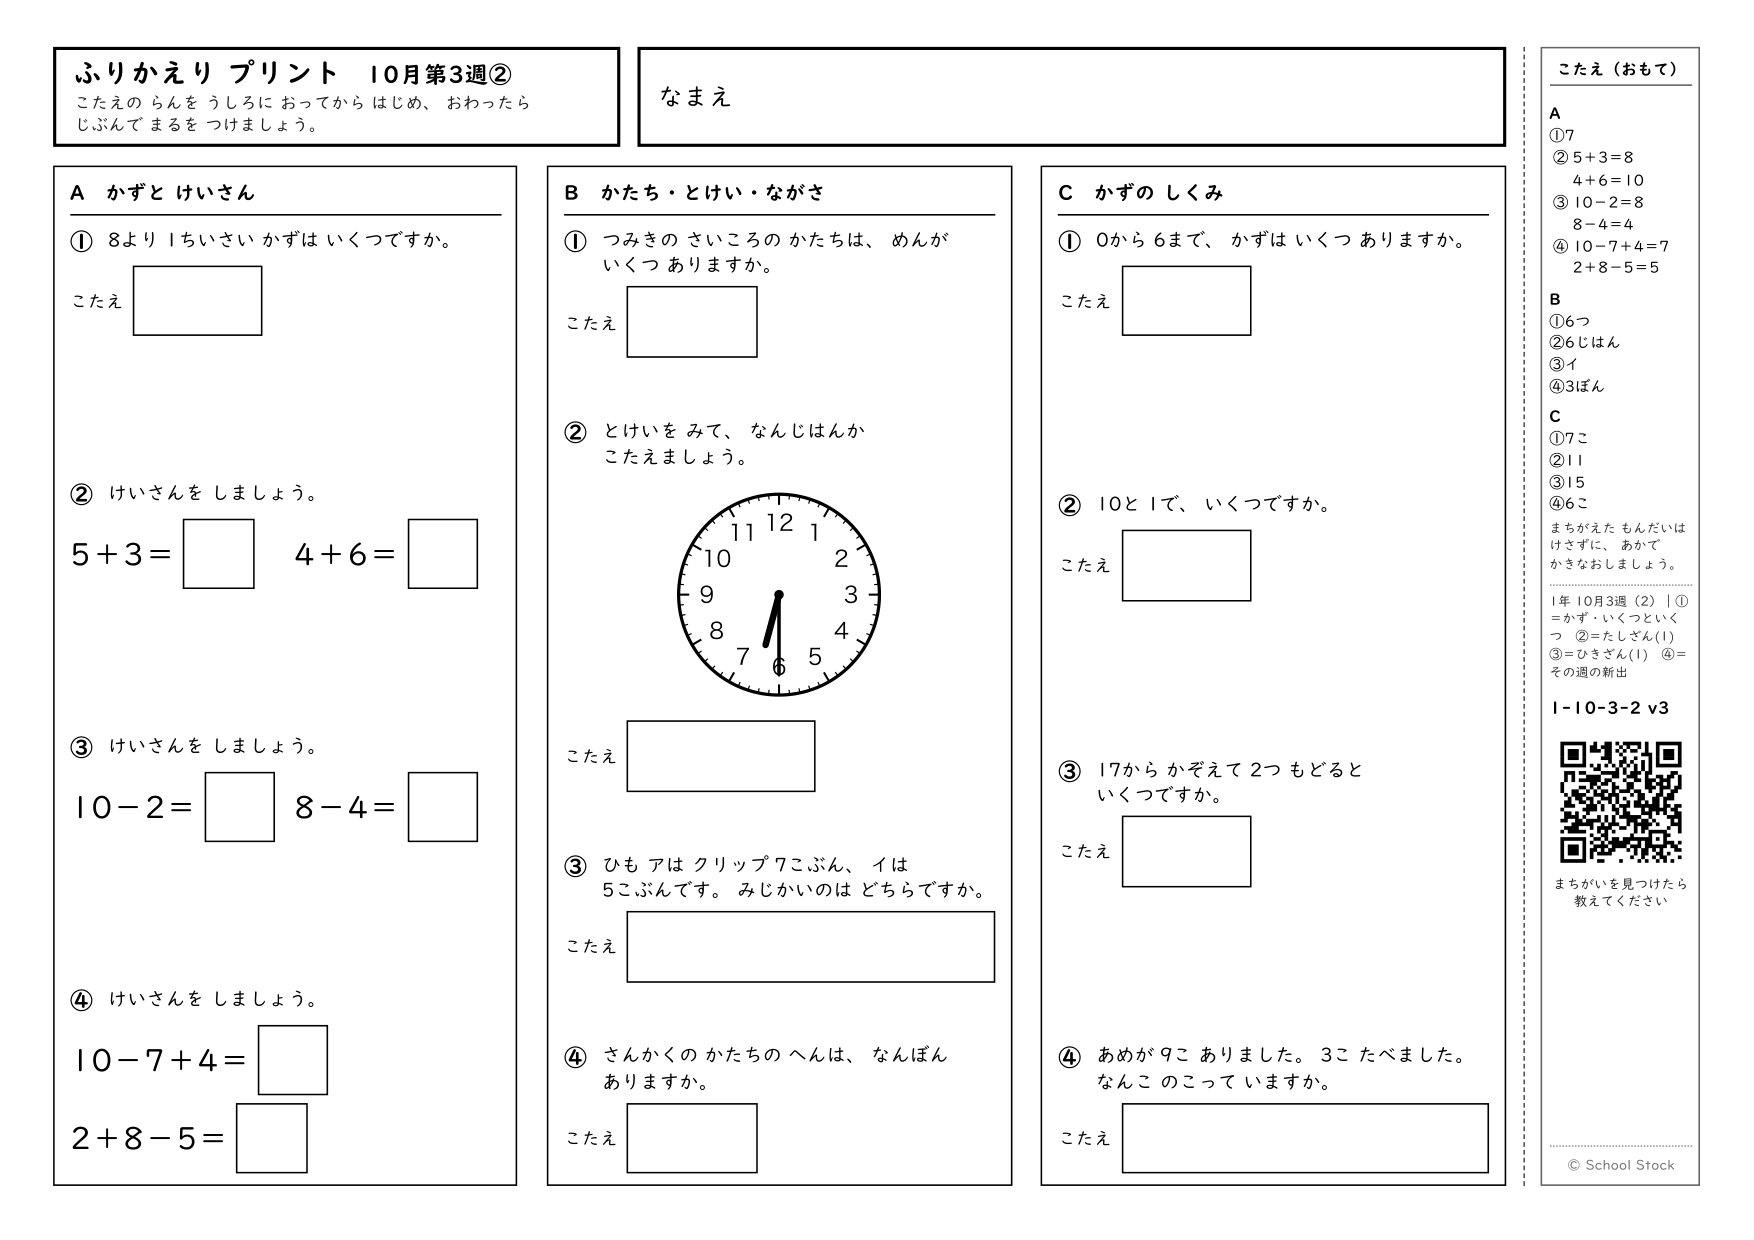 ふりかえり プリント　10月第3週②
こたえの らんを うしろに おってから はじめ、 おわったら
じぶんで まるを つけましょう。
なまえ
A　かずと けいさん
① 8より 1ちいさい かずは いくつですか。
こたえ
② けいさんを しましょう。
5＋3＝　4＋6＝
③ けいさんを しましょう。
10－2＝　8－4＝
④ けいさんを しましょう。
10－7＋4＝
2＋8－5＝
B　かたち・とけい・ながさ
① つみきの さいころの かたちは、 めんが
いくつ ありますか。
こたえ
② とけいを みて、 なんじはんか
こたえましょう。
12
1
2
3
4
5
6
7
8
9
10
11
こたえ
③ ひも アは クリップ 7こぶん、 イは
5こぶんです。 みじかいのは どちらですか。
こたえ
④ さんかくの かたちの へんは、 なんぼん
ありますか。
こたえ
C　かずの しくみ
① 0から 6まで、 かずは いくつ ありますか。
こたえ
② 10と 1で、 いくつですか。
こたえ
③ 17から かぞえて 2つ もどると
いくつですか。
こたえ
④ あめが 9こ ありました。 3こ たべました。
なんこ のこって いますか。
こたえ
こたえ（おもて）
A
①7
②5＋3＝8
4＋6＝10
③10－2＝8
8－4＝4
④10－7＋4＝7
2＋8－5＝5
B
①6つ
②6じはん
③イ
④3ぼん
C
①7こ
②11
③15
④6こ
まちがえた もんだいは
けさずに、 あかで
かきなおしましょう。
1年 10月3週（2）｜①
＝かず・いくつといく
つ　②＝たしざん(1)
③＝ひきざん(1)　④＝
その週の新出
1-10-3-2 v3
まちがいを見つけたら
教えてください
© School Stock